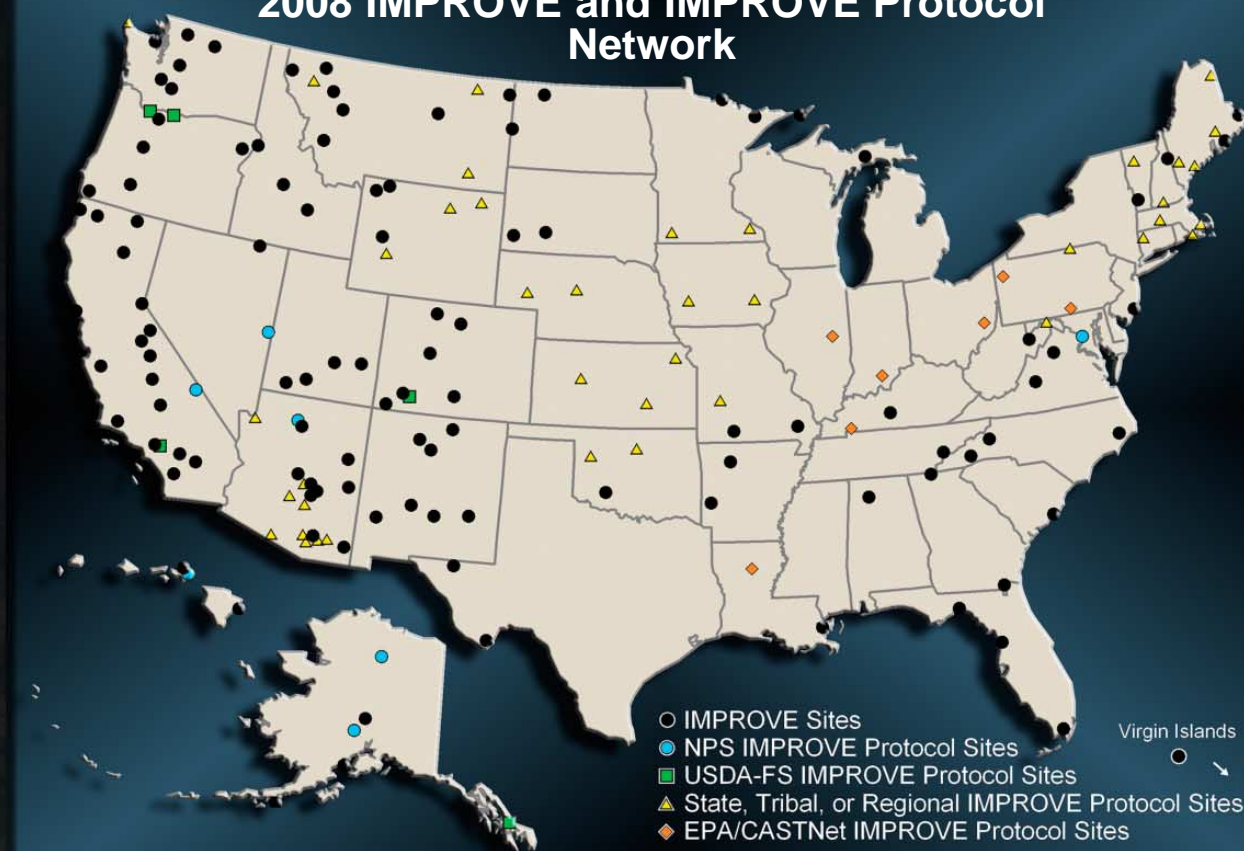 2008 IMPROVE and IMPROVE Protocol
Network
IMPROVE Sites
NPS IMPROVE Protocol Sites
USDA-FS IMPROVE Protocol Sites
State, Tribal, or Regional IMPROVE Protocol Sites
EPA/CASTNet IMPROVE Protocol Sites
Virgin Islands